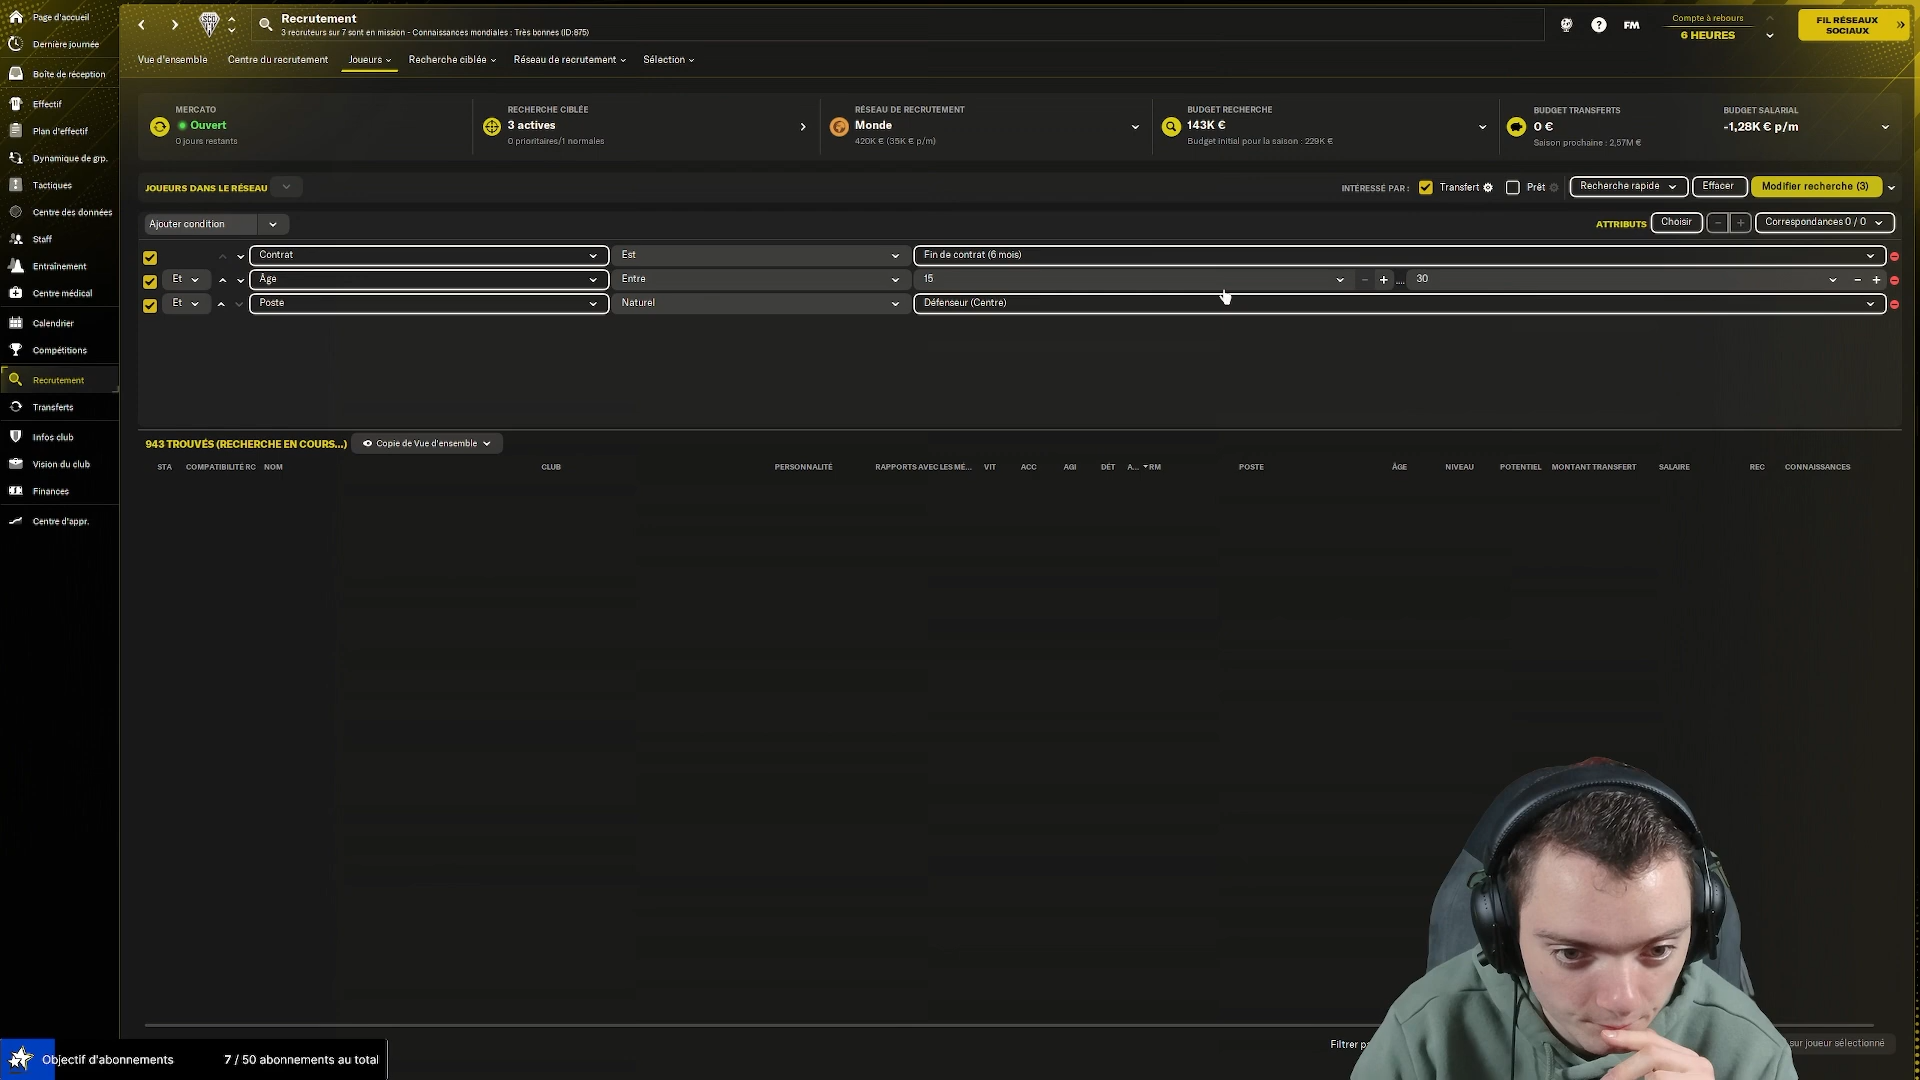 Page d'accueil
Dernière journée
Boîte de réception
Effectif
Plan d'effectif
Dynamique de grp.
Tactiques
Centre des données
Staff
Entraînement
Centre médical
Calendrier
Compétitions
Recrutement
Transferts
Infos club
Vision du club
Finances
Centre d'appr.
Recrutement
3 recruteurs sur 7 sont en mission - Connaissances mondiales : Très bonnes (ID:875)
FM
Compte à rebours
6 HEURES
FIL RÉSEAUX
SOCIAUX
Vue d'ensemble
Centre du recrutement
Joueurs
Recherche ciblée
Réseau de recrutement
Sélection
MERCATO
Ouvert
0 jours restants
RECHERCHE CIBLÉE
3 actives
0 prioritaires/1 normales
RÉSEAU DE RECRUTEMENT
Monde
420K € (35K € p/m)
BUDGET RECHERCHE
143K €
Budget initial pour la saison : 229K €
BUDGET TRANSFERTS
0 €
Saison prochaine : 2,57M €
BUDGET SALARIAL
-1,28K € p/m
JOUEURS DANS LE RÉSEAU
INTÉRESSÉ PAR :
Transfert
Prêt
Recherche rapide
Effacer
Modifier recherche (3)
Ajouter condition
ATTRIBUTS
Choisir
Correspondances 0 / 0
Contrat Est Fin de contrat (6 mois)
Et Âge Entre 15 .... 30
Et Poste Naturel Défenseur (Centre)
943 TROUVÉS (RECHERCHE EN COURS...)
Copie de Vue d'ensemble
STA COMPATIBILITÉ RC NOM CLUB PERSONNALITÉ RAPPORTS AVEC LES MÉ... VIT ACC AGI DÉT A... RM POSTE ÂGE NIVEAU POTENTIEL MONTANT TRANSFERT SALAIRE REC CONNAISSANCES
Filtrer
sur joueur sélectionné
Objectif d'abonnements
7 / 50 abonnements au total